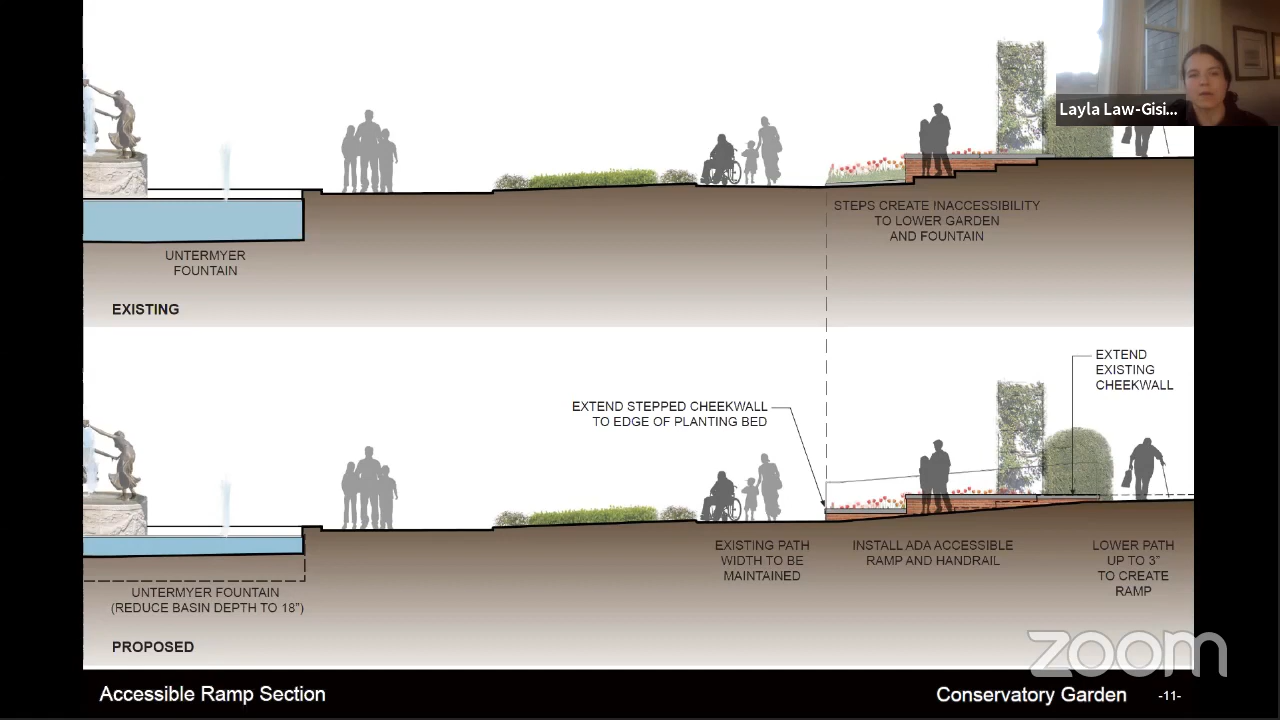 Layla Law-Gisi...
STEPS CREATE INACCESSIBILITY
TO LOWER GARDEN
AND FOUNTAIN
UNTERMYER
FOUNTAIN
EXISTING
EXTEND
EXISTING
CHEEKWALL
EXTEND STEPPED CHEEKWALL
TO EDGE OF PLANTING BED
EXISTING PATH
WIDTH TO BE
MAINTAINED
INSTALL ADA ACCESSIBLE
RAMP AND HANDRAIL
LOWER PATH
UP TO 3"
TO CREATE
RAMP
UNTERMYER FOUNTAIN
(REDUCE BASIN DEPTH TO 18")
PROPOSED
zoom
Accessible Ramp Section
Conservatory Garden -11-